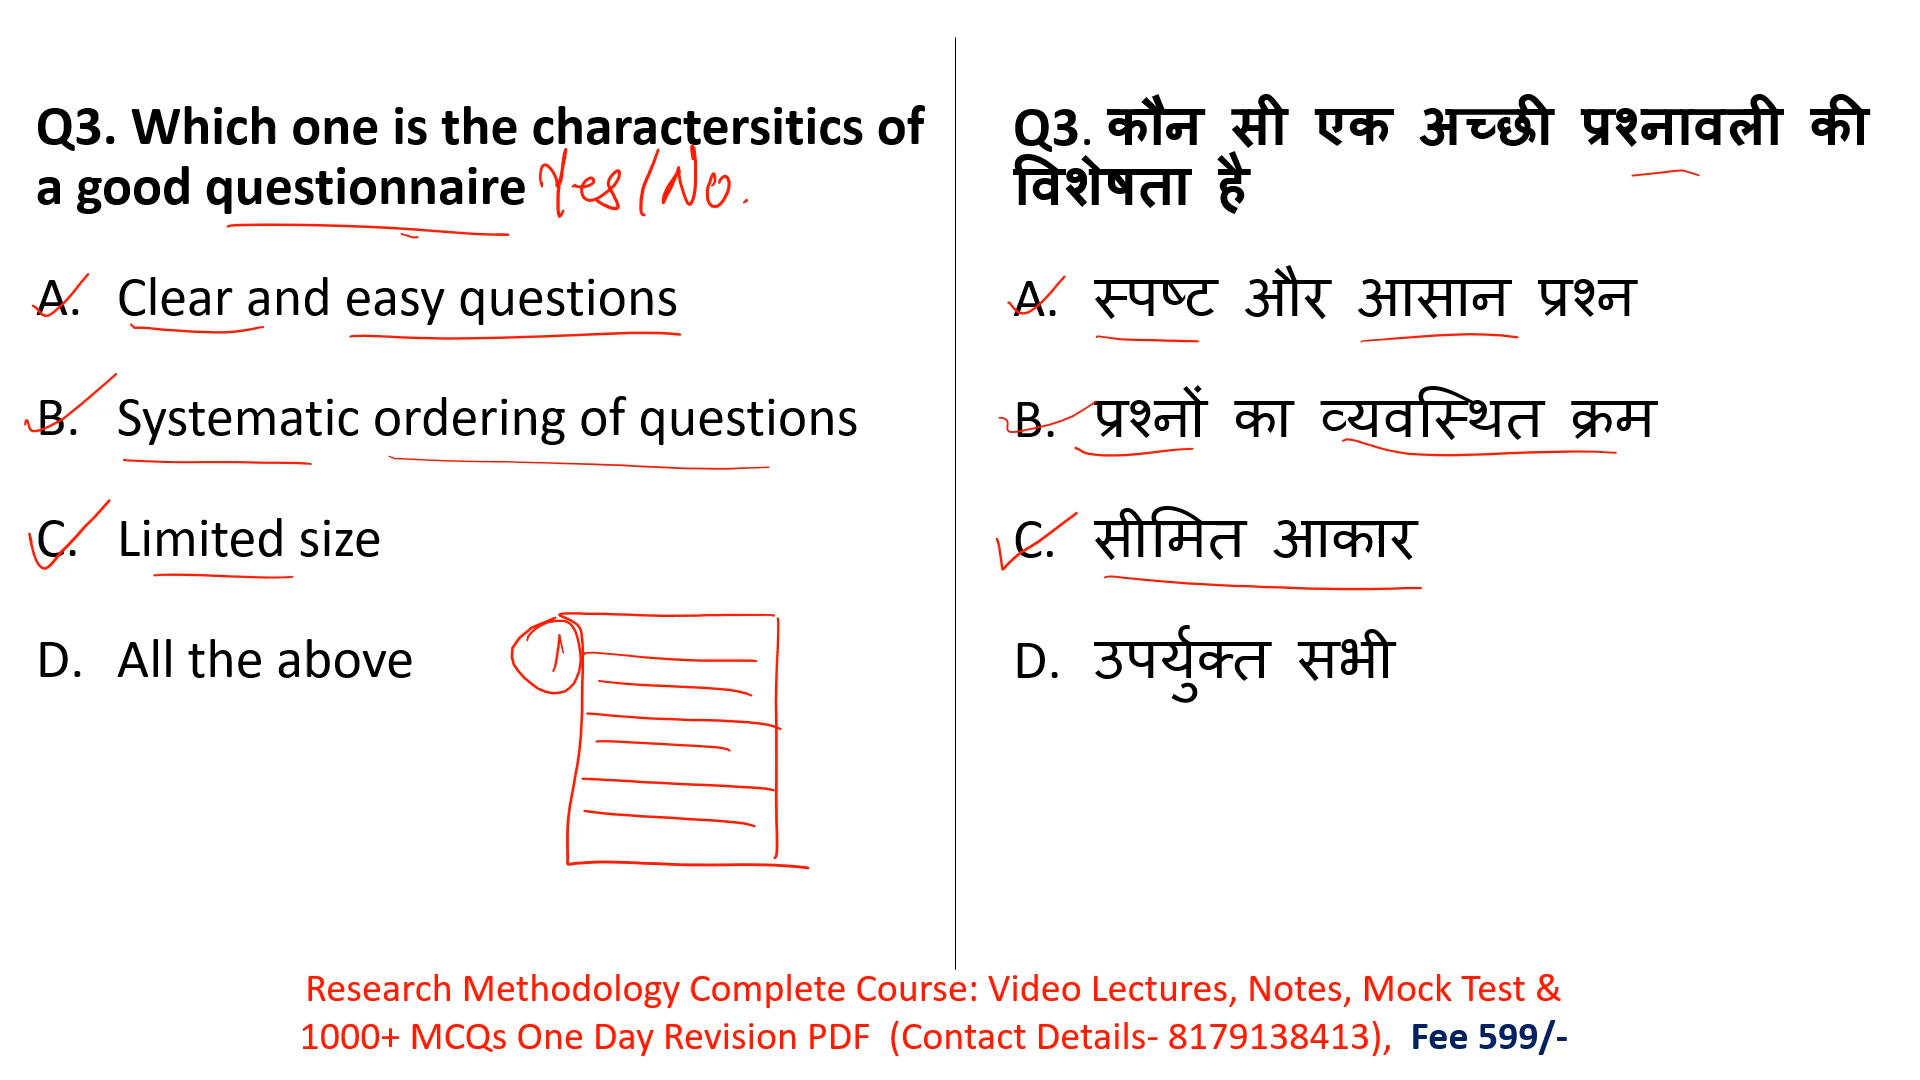 Q3. Which one is the charactersitics of
a good questionnaire Yes/No.
A. Clear and easy questions
B. Systematic ordering of questions
C. Limited size
D. All the above
1
Q3. कौन सी एक अच्छी प्रश्नावली की
विशेषता है
A. स्पष्ट और आसान प्रश्न
B. प्रश्नों का व्यवस्थित क्रम
C. सीमित आकार
D. उपर्युक्त सभी
Research Methodology Complete Course: Video Lectures, Notes, Mock Test &
1000+ MCQs One Day Revision PDF (Contact Details- 8179138413), Fee 599/-